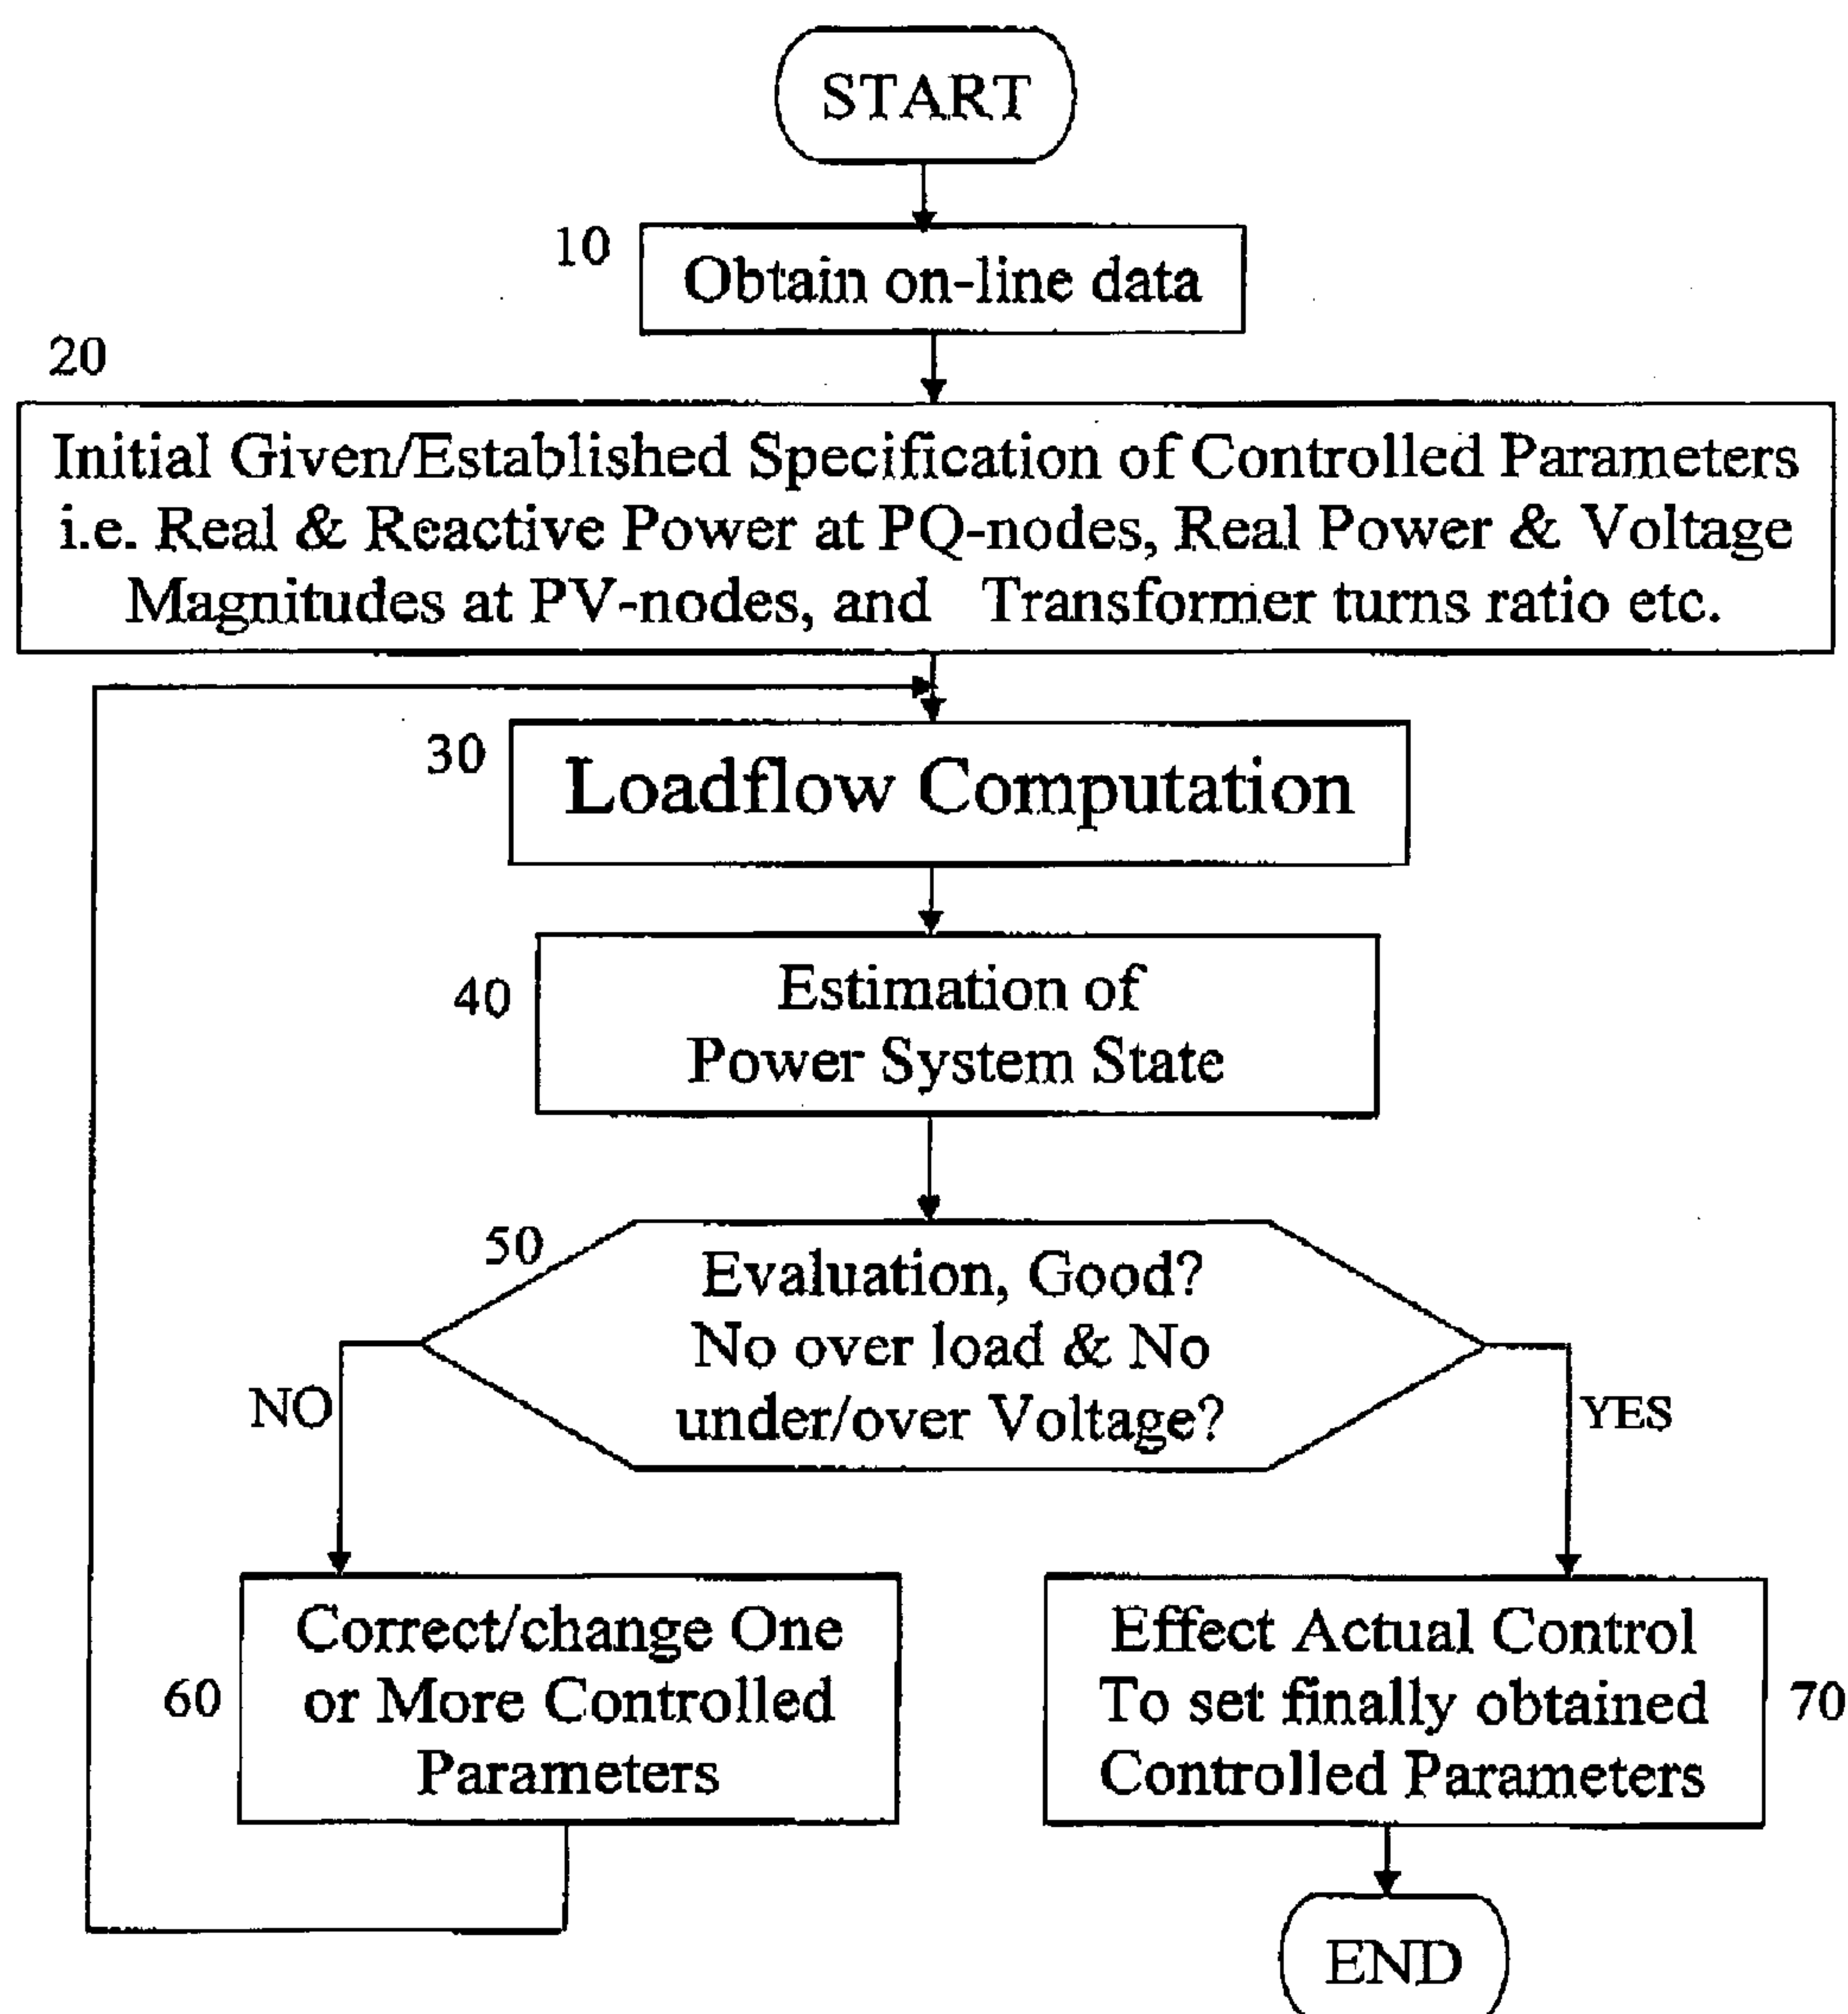 START
10
Obtain on-line data
20
Initial Given/Established Specification of Controlled Parameters
i.e. Real & Reactive Power at PQ-nodes, Real Power & Voltage
Magnitudes at PV-nodes, and Transformer turns ratio etc.
30
Loadflow Computation
40
Estimation of
Power System State
50
Evaluation, Good?
No over load & No
under/over Voltage?
NO
YES
60
Correct/change One
or More Controlled
Parameters
Effect Actual Control
To set finally obtained
Controlled Parameters
70
END